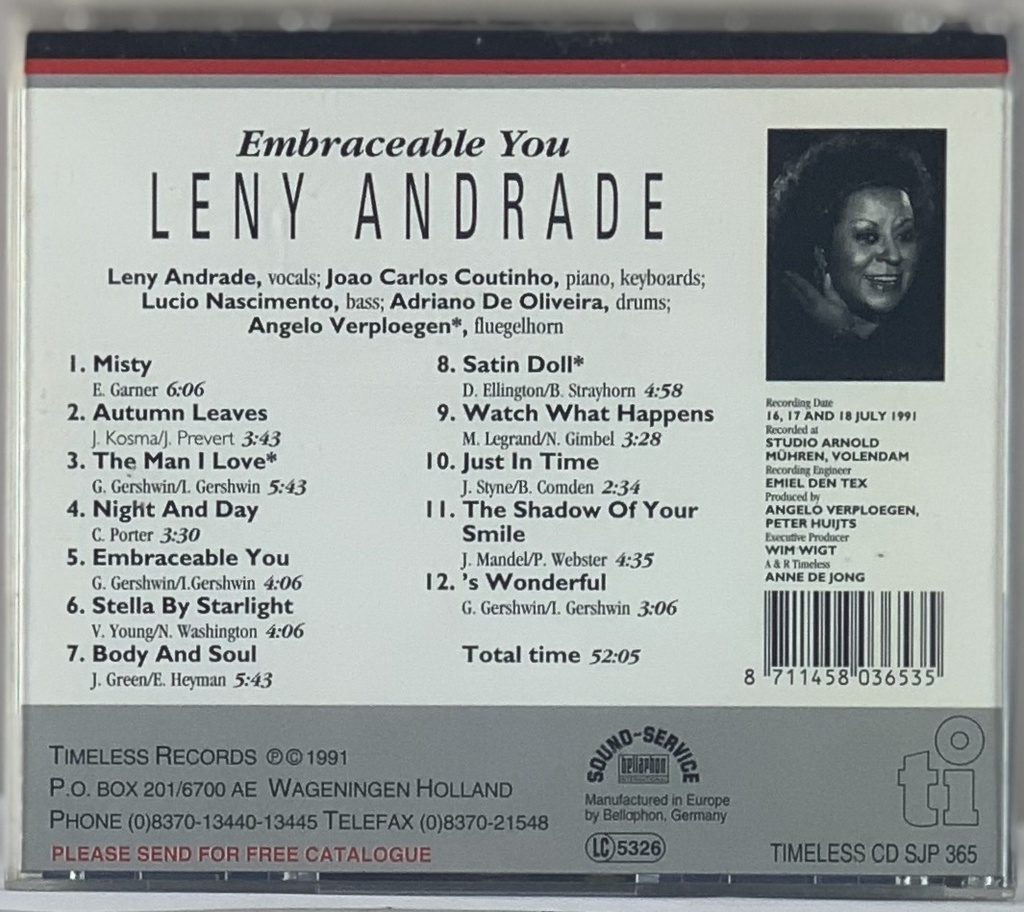 Embraceable You
LENY ANDRADE
Leny Andrade, vocals; Joao Carlos Coutinho, piano, keyboards;
Lucio Nascimento, bass; Adriano De Oliveira, drums;
Angelo Verploegen*, fluegelhorn
1. Misty
E. Garner 6:06
2. Autumn Leaves
J. Kosma/J. Prevert 3:43
3. The Man I Love*
G. Gershwin/I. Gershwin 5:43
4. Night And Day
C. Porter 3:30
5. Embraceable You
G. Gershwin/I.Gershwin 4:06
6. Stella By Starlight
V. Young/N. Washington 4:06
7. Body And Soul
J. Green/E. Heyman 5:43
8. Satin Doll*
D. Ellington/B. Strayhorn 4:58
9. Watch What Happens
M. Legrand/N. Gimbel 3:28
10. Just In Time
J. Styne/B. Comden 2:34
11. The Shadow Of Your
Smile
J. Mandel/P. Webster 4:35
12. 's Wonderful
G. Gershwin/I. Gershwin 3:06
Total time 52:05
Recording Date
16, 17 AND 18 JULY 1991
Recorded at
STUDIO ARNOLD
MÜHREN, VOLENDAM
Recording Engineer
EMIEL DEN TEX
Produced by
ANGELO VERPLOEGEN,
PETER HUIJTS
Executive Producer
WIM WIGT
A & R Timeless
ANNE DE JONG
8 711458 036535
TIMELESS RECORDS ℗©1991
P.O. BOX 201/6700 AE WAGENINGEN HOLLAND
PHONE (0)8370-13440-13445 TELEFAX (0)8370-21548
PLEASE SEND FOR FREE CATALOGUE
SOUND-SERVICE
bellaphon
INTERNATIONAL
Manufactured in Europe
by Bellaphon, Germany
LC 5326
ti
TIMELESS CD SJP 365